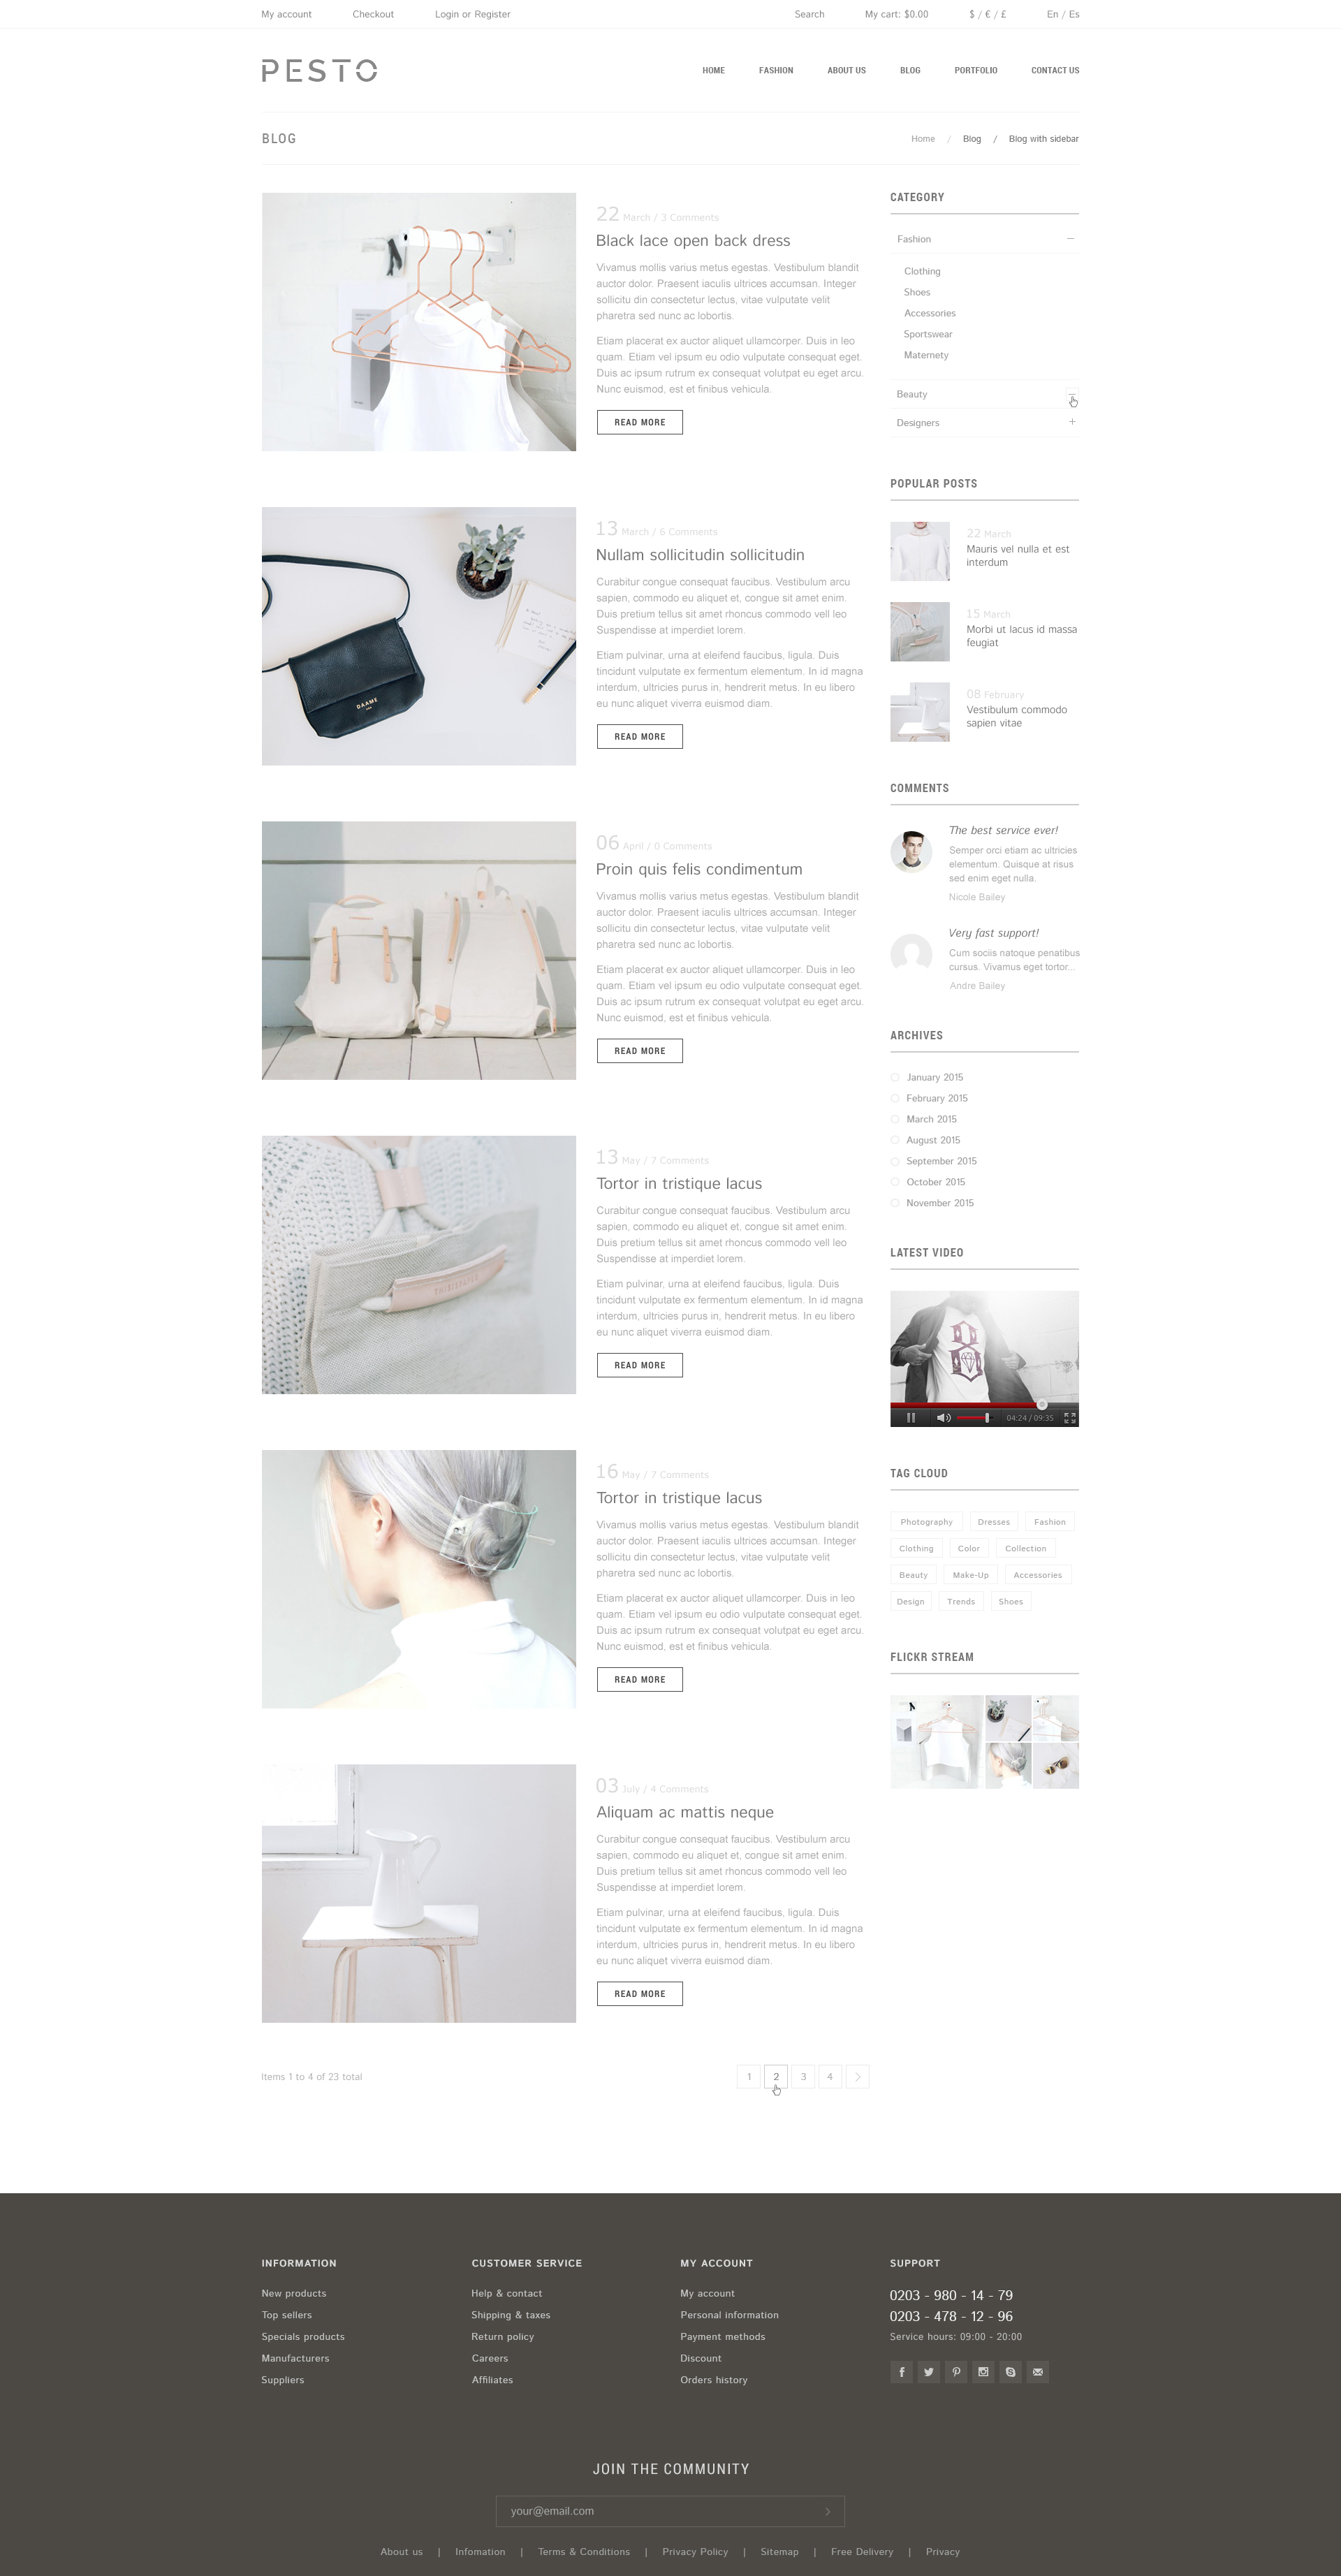 My account Checkout Login or Register Search My cart: $0.00 $ / € / £ En / Es
PESTO
HOME FASHION ABOUT US BLOG PORTFOLIO CONTACT US
BLOG
Home / Blog / Blog with sidebar
22 March / 3 Comments
Black lace open back dress
Vivamus mollis varius metus egestas. Vestibulum blandit
auctor dolor. Praesent iaculis ultrices accumsan. Integer
sollicitu din consectetur lectus, vitae vulputate velit
pharetra sed nunc ac lobortis.
Etiam placerat ex auctor aliquet ullamcorper. Duis in leo
quam. Etiam vel ipsum eu odio vulputate consequat eget.
Duis ac ipsum rutrum ex consequat volutpat eu eget arcu.
Nunc euismod, est et finibus vehicula.
READ MORE
DAAME
13 March / 6 Comments
Nullam sollicitudin sollicitudin
Curabitur congue consequat faucibus. Vestibulum arcu
sapien, commodo eu aliquet et, congue sit amet enim.
Duis pretium tellus sit amet rhoncus commodo vell leo
Suspendisse at imperdiet lorem.
Etiam pulvinar, urna at eleifend faucibus, ligula. Duis
tincidunt vulputate ex fermentum elementum. In id magna
interdum, ultricies purus in, hendrerit metus. In eu libero
eu nunc aliquet viverra euismod diam.
READ MORE
06 April / 0 Comments
Proin quis felis condimentum
Vivamus mollis varius metus egestas. Vestibulum blandit
auctor dolor. Praesent iaculis ultrices accumsan. Integer
sollicitu din consectetur lectus, vitae vulputate velit
pharetra sed nunc ac lobortis.
Etiam placerat ex auctor aliquet ullamcorper. Duis in leo
quam. Etiam vel ipsum eu odio vulputate consequat eget.
Duis ac ipsum rutrum ex consequat volutpat eu eget arcu.
Nunc euismod, est et finibus vehicula.
READ MORE
13 May / 7 Comments
Tortor in tristique lacus
Curabitur congue consequat faucibus. Vestibulum arcu
sapien, commodo eu aliquet et, congue sit amet enim.
Duis pretium tellus sit amet rhoncus commodo vell leo
Suspendisse at imperdiet lorem.
Etiam pulvinar, urna at eleifend faucibus, ligula. Duis
tincidunt vulputate ex fermentum elementum. In id magna
interdum, ultricies purus in, hendrerit metus. In eu libero
eu nunc aliquet viverra euismod diam.
READ MORE
16 May / 7 Comments
Tortor in tristique lacus
Vivamus mollis varius metus egestas. Vestibulum blandit
auctor dolor. Praesent iaculis ultrices accumsan. Integer
sollicitu din consectetur lectus, vitae vulputate velit
pharetra sed nunc ac lobortis.
Etiam placerat ex auctor aliquet ullamcorper. Duis in leo
quam. Etiam vel ipsum eu odio vulputate consequat eget.
Duis ac ipsum rutrum ex consequat volutpat eu eget arcu.
Nunc euismod, est et finibus vehicula.
READ MORE
03 July / 4 Comments
Aliquam ac mattis neque
Curabitur congue consequat faucibus. Vestibulum arcu
sapien, commodo eu aliquet et, congue sit amet enim.
Duis pretium tellus sit amet rhoncus commodo vell leo
Suspendisse at imperdiet lorem.
Etiam pulvinar, urna at eleifend faucibus, ligula. Duis
tincidunt vulputate ex fermentum elementum. In id magna
interdum, ultricies purus in, hendrerit metus. In eu libero
eu nunc aliquet viverra euismod diam.
READ MORE
Items 1 to 4 of 23 total
1 2 3 4
CATEGORY
Fashion
Clothing
Shoes
Accessories
Sportswear
Maternety
Beauty
Designers
POPULAR POSTS
22 March
Mauris vel nulla et est
interdum
15 March
Morbi ut lacus id massa
feugiat
08 February
Vestibulum commodo
sapien vitae
COMMENTS
The best service ever!
Semper orci etiam ac ultricies
elementum. Quisque at risus
sed enim eget nulla.
Nicole Bailey
Very fast support!
Cum sociis natoque penatibus
cursus. Vivamus eget tortor...
Andre Bailey
ARCHIVES
January 2015
February 2015
March 2015
August 2015
September 2015
October 2015
November 2015
LATEST VIDEO
04:24 / 09:35
TAG CLOUD
Photography Dresses Fashion
Clothing Color Collection
Beauty Make-Up Accessories
Design Trends Shoes
FLICKR STREAM
INFORMATION
New products
Top sellers
Specials products
Manufacturers
Suppliers
CUSTOMER SERVICE
Help & contact
Shipping & taxes
Return policy
Careers
Affiliates
MY ACCOUNT
My account
Personal information
Payment methods
Discount
Orders history
SUPPORT
0203 - 980 - 14 - 79
0203 - 478 - 12 - 96
Service hours: 09:00 - 20:00
JOIN THE COMMUNITY
your@email.com
About us | Infomation | Terms & Conditions | Privacy Policy | Sitemap | Free Delivery | Privacy